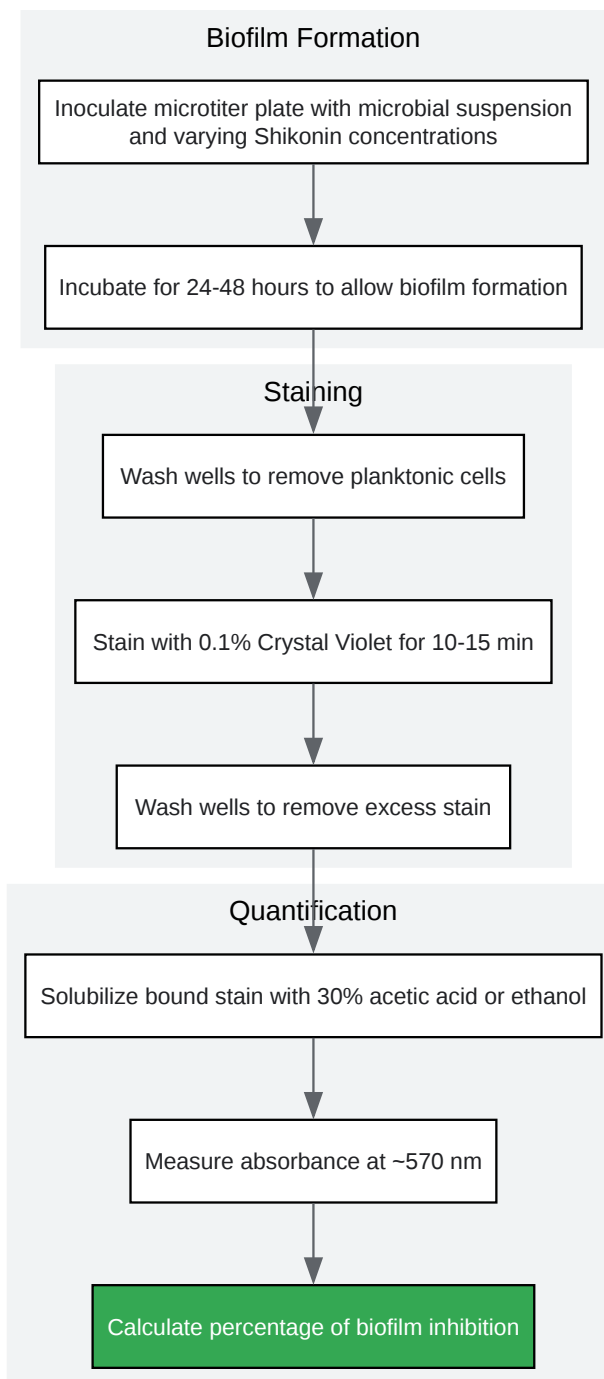 Biofilm Formation
Inoculate microtiter plate with microbial suspension
and varying Shikonin concentrations
Incubate for 24-48 hours to allow biofilm formation
Staining
Wash wells to remove planktonic cells
Stain with 0.1% Crystal Violet for 10-15 min
Wash wells to remove excess stain
Quantification
Solubilize bound stain with 30% acetic acid or ethanol
Measure absorbance at ~570 nm
Calculate percentage of biofilm inhibition